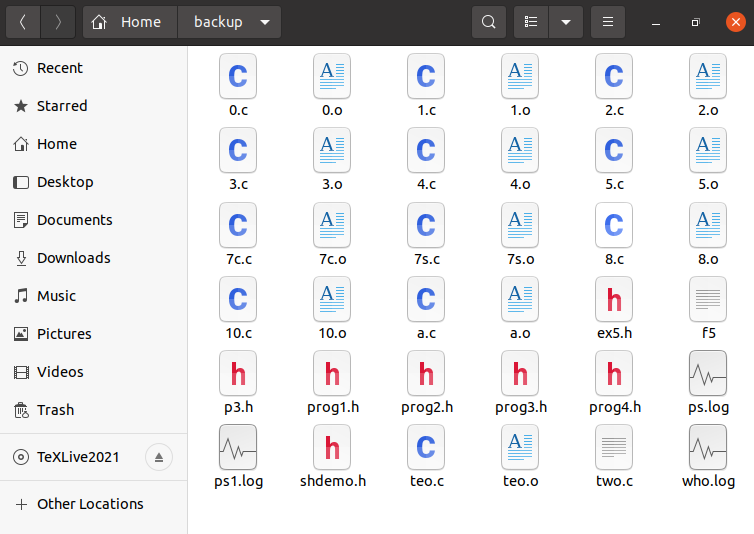 Home backup
Recent
Starred
Home
Desktop
Documents
Downloads
Music
Pictures
Videos
Trash
TeXLive2021
Other Locations
0.c 0.o 1.c 1.o 2.c 2.o
3.c 3.o 4.c 4.o 5.c 5.o
7c.c 7c.o 7s.c 7s.o 8.c 8.o
10.c 10.o a.c a.o ex5.h f5
p3.h prog1.h prog2.h prog3.h prog4.h ps.log
ps1.log shdemo.h teo.c teo.o two.c who.log